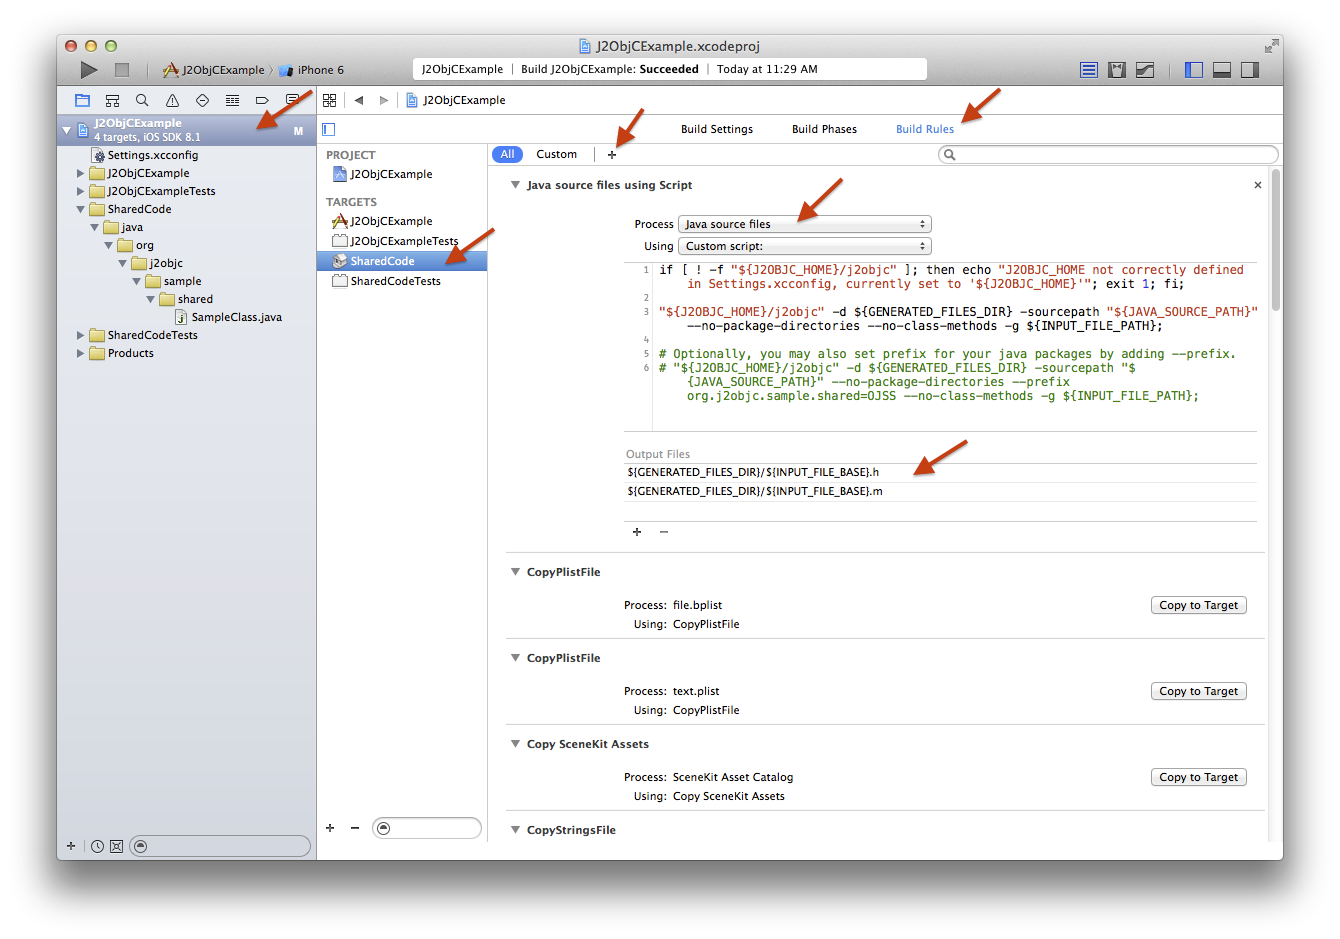 J2ObjCExample.xcodeproj
J2ObjCExample
iPhone 6
J2ObjCExample | Build J2ObjCExample: Succeeded | Today at 11:29 AM
J2ObjCExample
J2ObjCExample
4 targets, iOS SDK 8.1
M
Settings.xcconfig
J2ObjCExample
J2ObjCExampleTests
SharedCode
java
org
j2objc
sample
shared
SampleClass.java
SharedCodeTests
Products
PROJECT
J2ObjCExample
TARGETS
J2ObjCExample
J2ObjCExampleTests
SharedCode
SharedCodeTests
Build Settings
Build Phases
Build Rules
All
Custom
Java source files using Script
Process Java source files
Using Custom script:
1 if [ ! -f "${J2OBJC_HOME}/j2objc" ]; then echo "J2OBJC_HOME not correctly defined
in Settings.xcconfig, currently set to '${J2OBJC_HOME}'"; exit 1; fi;
2
3 "${J2OBJC_HOME}/j2objc" -d ${GENERATED_FILES_DIR} -sourcepath "${JAVA_SOURCE_PATH}"
--no-package-directories --no-class-methods -g ${INPUT_FILE_PATH};
4
5 # Optionally, you may also set prefix for your java packages by adding --prefix.
6 # "${J2OBJC_HOME}/j2objc" -d ${GENERATED_FILES_DIR} -sourcepath "$
{JAVA_SOURCE_PATH}" --no-package-directories --prefix
org.j2objc.sample.shared=OJSS --no-class-methods -g ${INPUT_FILE_PATH};
Output Files
${GENERATED_FILES_DIR}/${INPUT_FILE_BASE}.h
${GENERATED_FILES_DIR}/${INPUT_FILE_BASE}.m
CopyPlistFile
Process: file.bplist
Copy to Target
Using: CopyPlistFile
CopyPlistFile
Process: text.plist
Copy to Target
Using: CopyPlistFile
Copy SceneKit Assets
Process: SceneKit Asset Catalog
Copy to Target
Using: Copy SceneKit Assets
CopyStringsFile